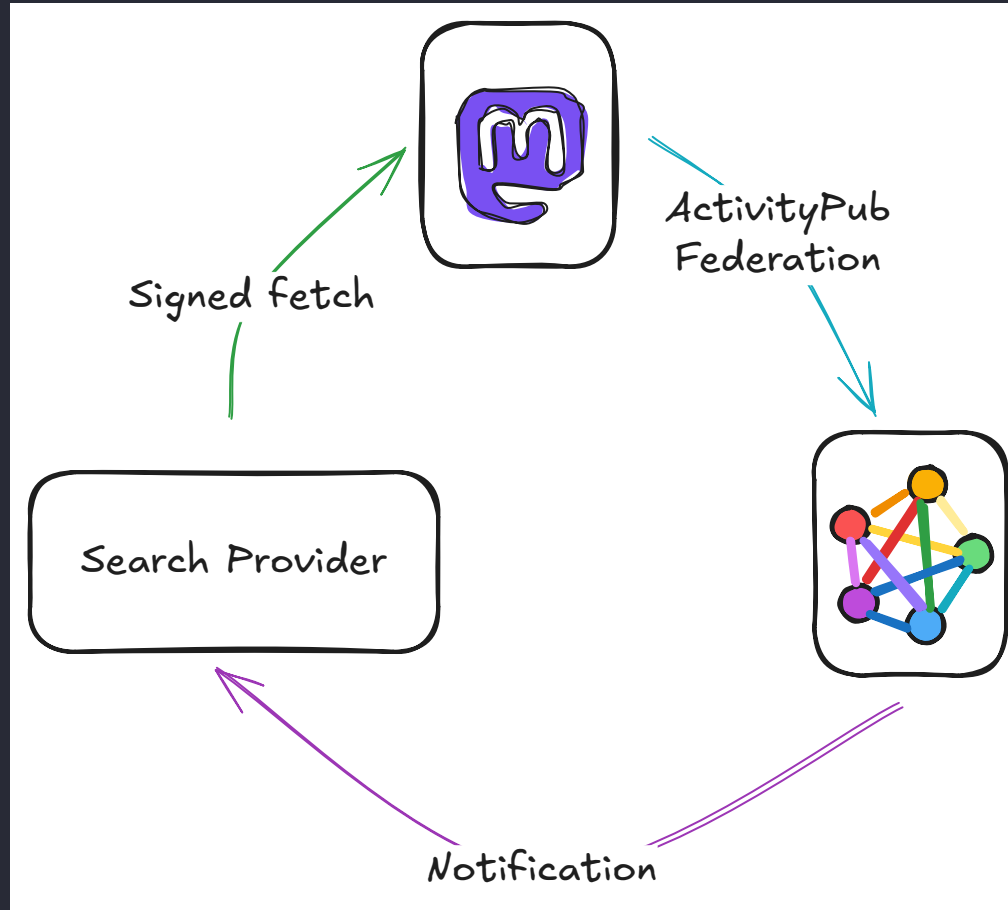 ActivityPub
Federation
Signed fetch
Search Provider
Notification